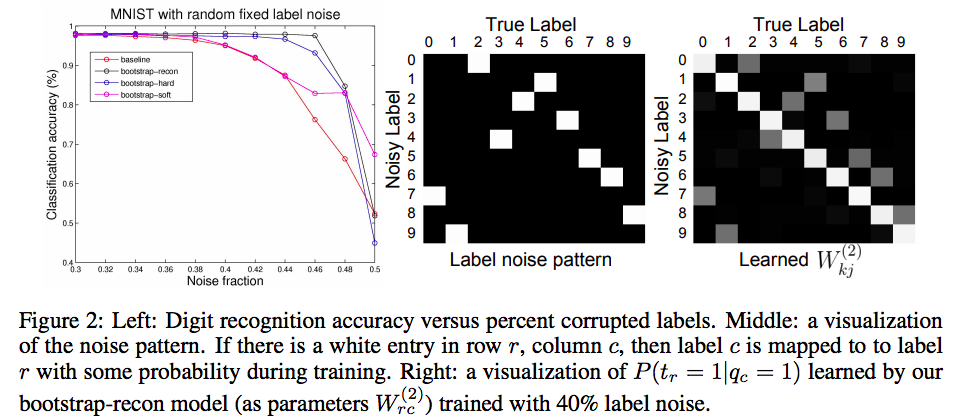 MNIST with random fixed label noise
1
0.9
0.8
0.7
0.6
0.5
0.4
Classification accuracy (%)
baseline
bootstrap-recon
bootstrap-hard
bootstrap-soft
0.3 0.32 0.34 0.36 0.38 0.4 0.42 0.44 0.46 0.48 0.5
Noise fraction
True Label
0 1 2 3 4 5 6 8 9
Noisy Label
0
1
2
3
4
5
6
7
8
9
Label noise pattern
True Label
0 1 2 3 4 5 6 8 9
Noisy Label
0
1
2
3
4
5
6
7
8
9
Learned W_{kj}^{(2)}
Figure 2: Left: Digit recognition accuracy versus percent corrupted labels. Middle: a visualization
of the noise pattern. If there is a white entry in row r, column c, then label c is mapped to to label
r with some probability during training. Right: a visualization of P(t_r = 1|q_c = 1) learned by our
bootstrap-recon model (as parameters W_{rc}^{(2)}) trained with 40% label noise.